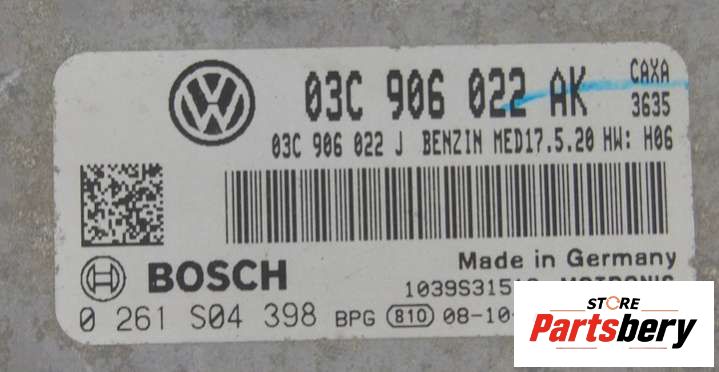 03C 906 022 AK CAXA
3635
03C 906 022 J BENZIN MED17.5.20 HW: H06
Made in Germany
BOSCH
0 261 S04 398 BPG 810
STORE
Partsbery